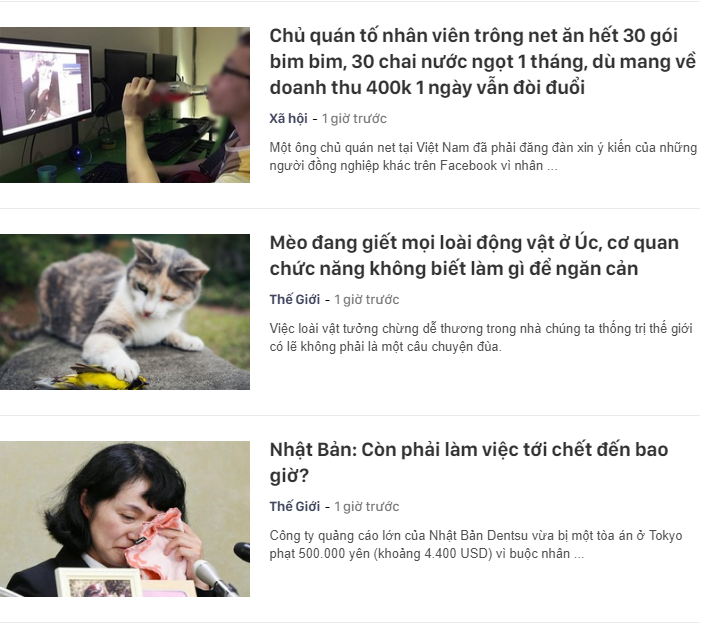 Chủ quán tố nhân viên trông net ăn hết 30 gói
bim bim, 30 chai nước ngọt 1 tháng, dù mang về
doanh thu 400k 1 ngày vẫn đòi đuổi
Xã hội - 1 giờ trước
Một ông chủ quán net tại Việt Nam đã phải đăng đàn xin ý kiến của những
người đồng nghiệp khác trên Facebook vì nhân ...
Mèo đang giết mọi loài động vật ở Úc, cơ quan
chức năng không biết làm gì để ngăn cản
Thế Giới - 1 giờ trước
Việc loài vật tưởng chừng dễ thương trong nhà chúng ta thống trị thế giới
có lẽ không phải là một câu chuyện đùa.
Nhật Bản: Còn phải làm việc tới chết đến bao
giờ?
Thế Giới - 1 giờ trước
Công ty quảng cáo lớn của Nhật Bản Dentsu vừa bị một tòa án ở Tokyo
phạt 500.000 yên (khoảng 4.400 USD) vì buộc nhân ...